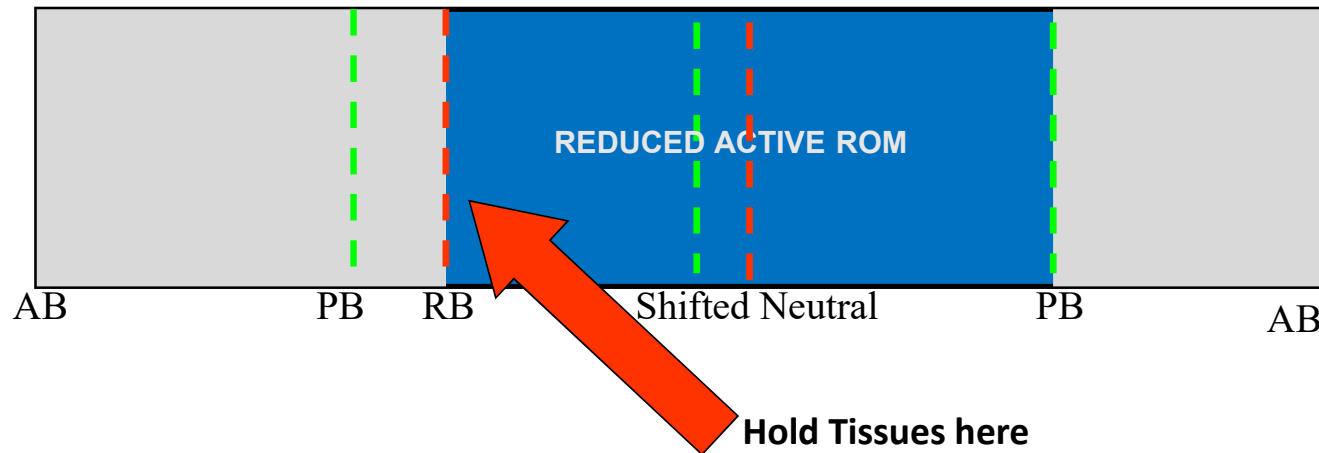 REDUCED ACTIVE ROM
AB PB RB Shifted Neutral PB AB
Hold Tissues here